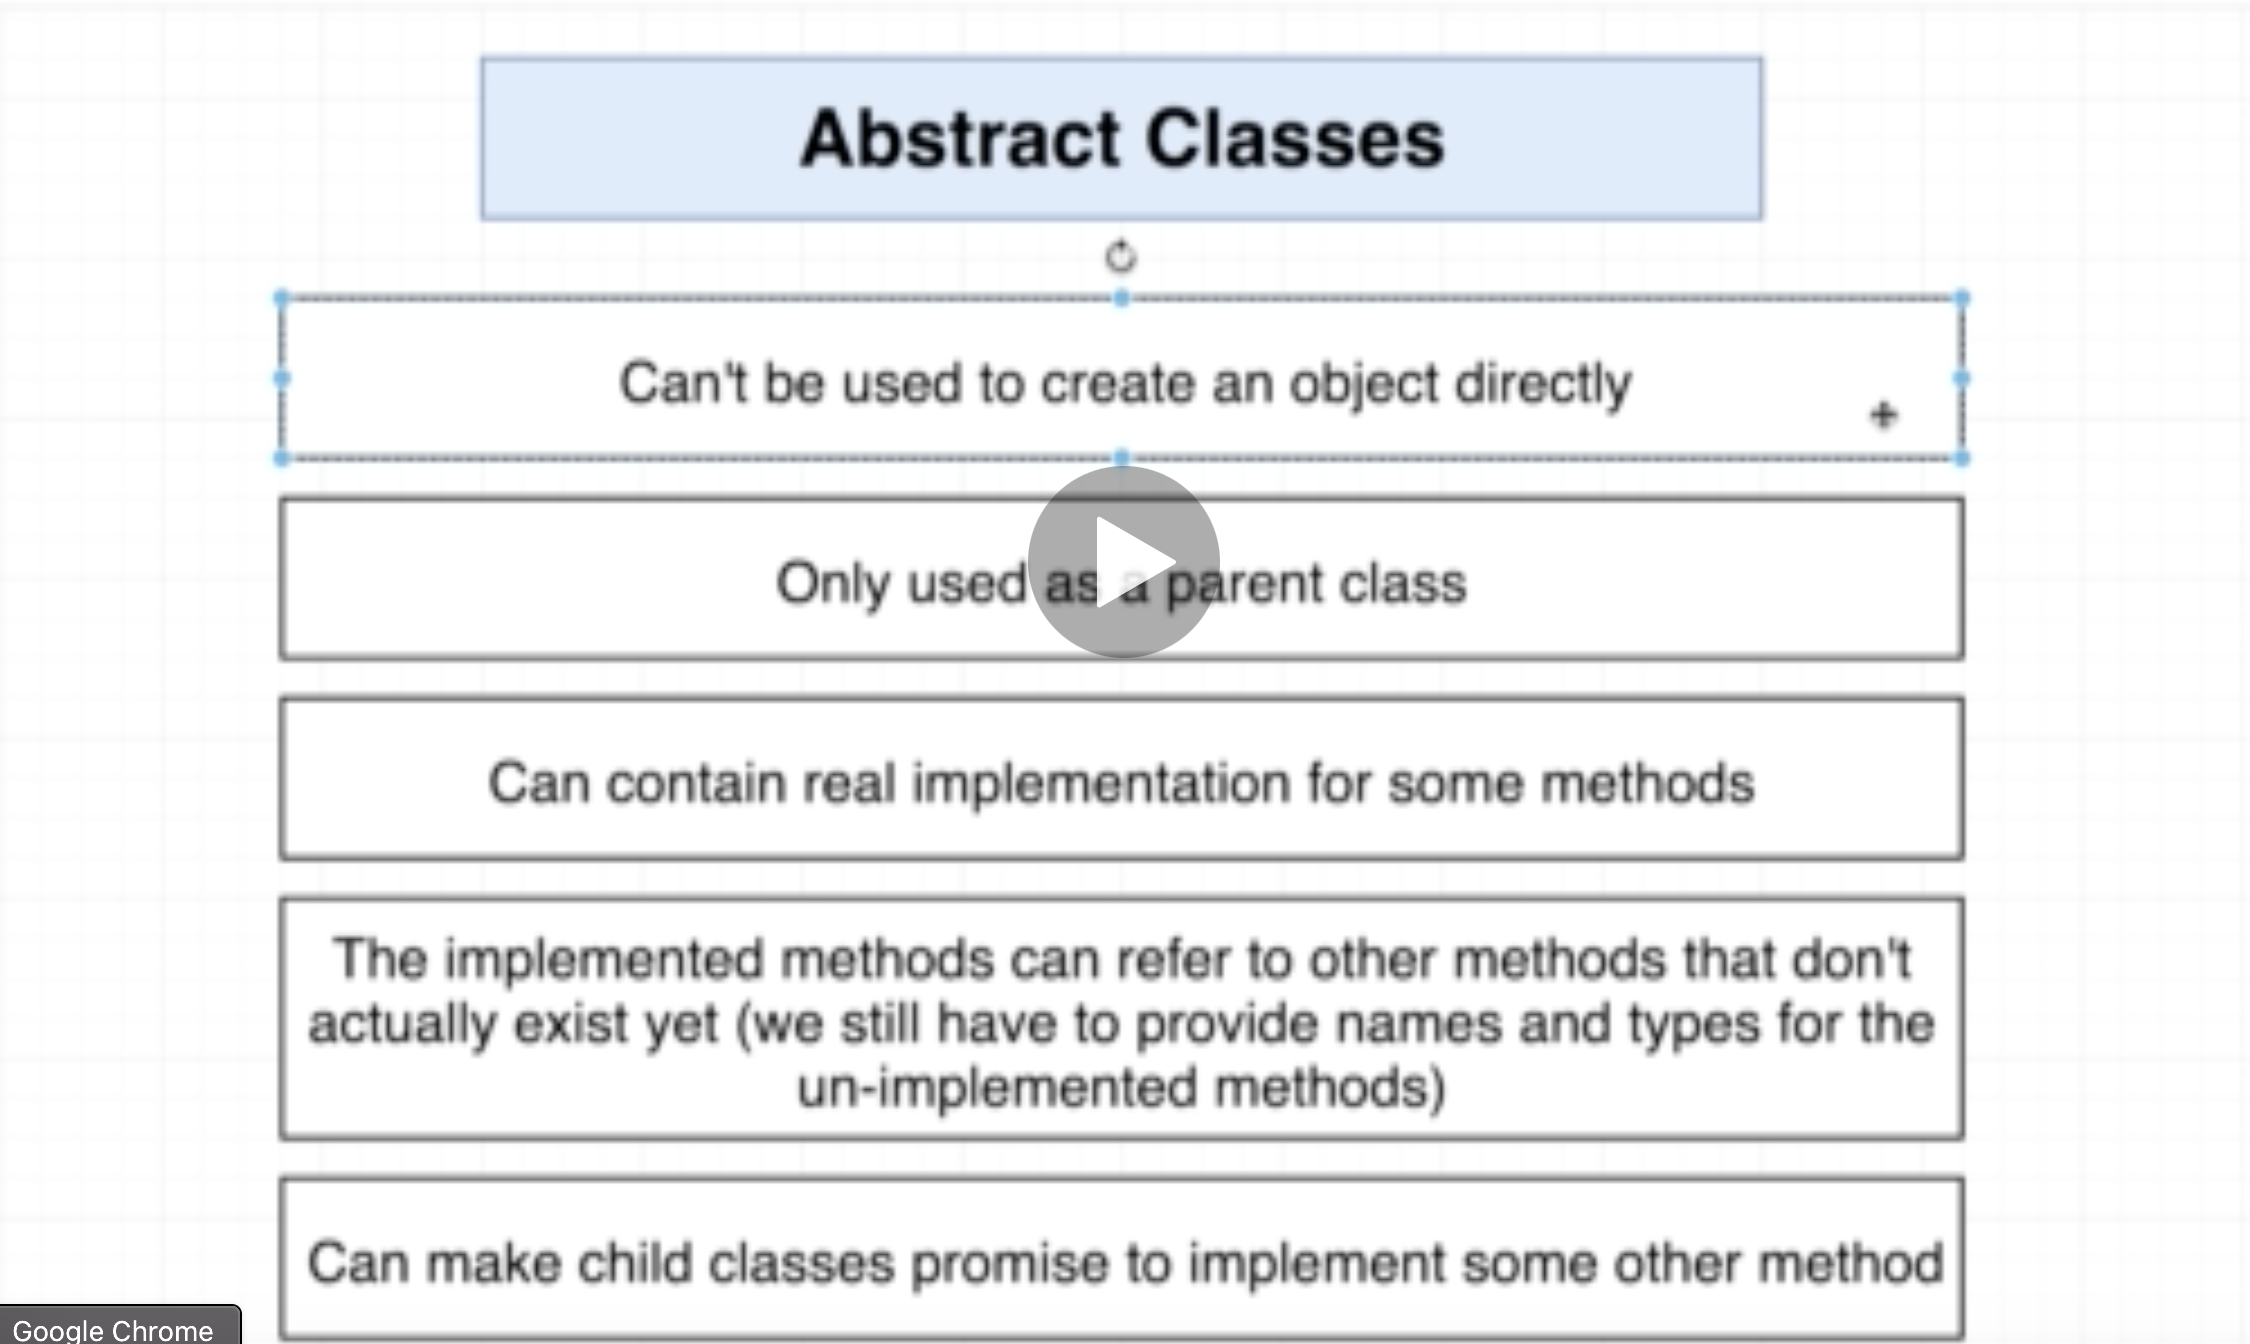 Abstract Classes
Can't be used to create an object directly
Only used as a parent class
Can contain real implementation for some methods
The implemented methods can refer to other methods that don't
actually exist yet (we still have to provide names and types for the
un-implemented methods)
Can make child classes promise to implement some other method
Google Chrome